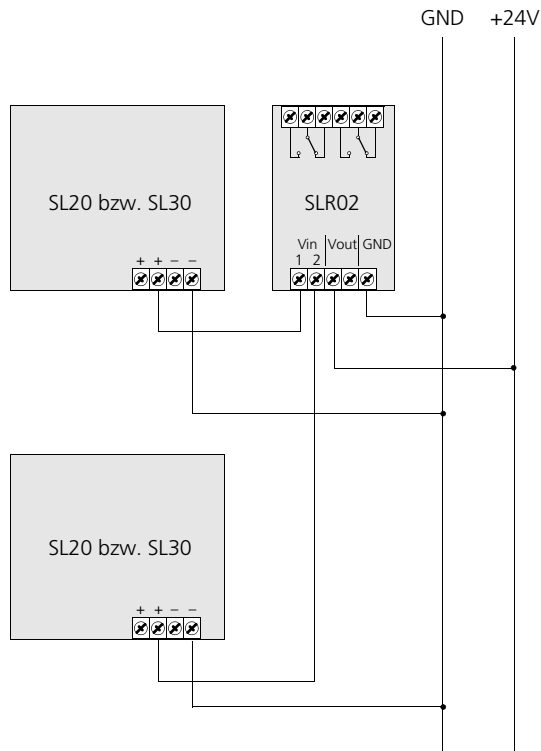 GND +24V
SL20 bzw. SL30
SLR02
Vin Vout GND
1 2
+ + – –
SL20 bzw. SL30
+ + – –